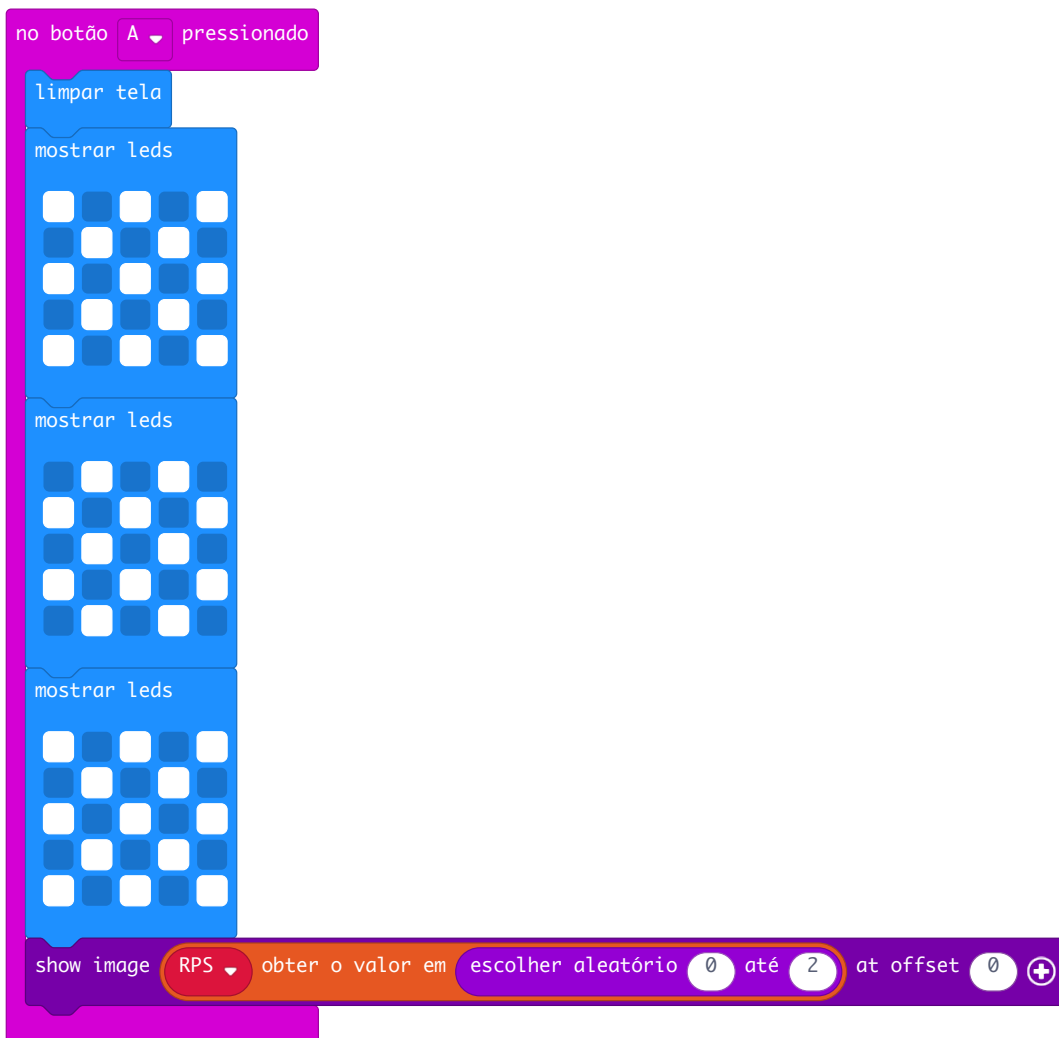 no botão A pressionado
limpar tela
mostrar leds
mostrar leds
mostrar leds
show image RPS obter o valor em escolher aleatório 0 até 2 at offset 0